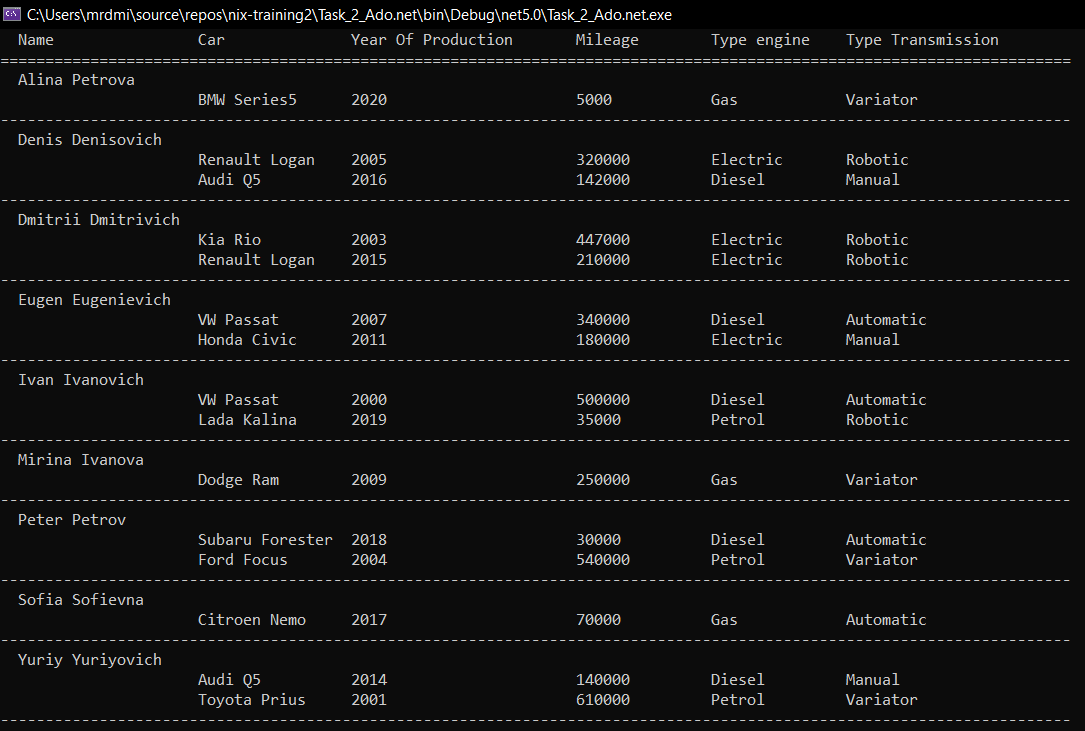 C:\Users\mrdmi\source\repos\nix-training2\Task_2_Ado.net\bin\Debug\net5.0\Task_2_Ado.net.exe
Name Car Year Of Production Mileage Type engine Type Transmission
=======================================================================================================================
Alina Petrova
BMW Series5 2020 5000 Gas Variator
-----------------------------------------------------------------------------------------------------------------------
Denis Denisovich
Renault Logan 2005 320000 Electric Robotic
Audi Q5 2016 142000 Diesel Manual
-----------------------------------------------------------------------------------------------------------------------
Dmitrii Dmitrivich
Kia Rio 2003 447000 Electric Robotic
Renault Logan 2015 210000 Electric Robotic
-----------------------------------------------------------------------------------------------------------------------
Eugen Eugenievich
VW Passat 2007 340000 Diesel Automatic
Honda Civic 2011 180000 Electric Manual
-----------------------------------------------------------------------------------------------------------------------
Ivan Ivanovich
VW Passat 2000 500000 Diesel Automatic
Lada Kalina 2019 35000 Petrol Robotic
-----------------------------------------------------------------------------------------------------------------------
Mirina Ivanova
Dodge Ram 2009 250000 Gas Variator
-----------------------------------------------------------------------------------------------------------------------
Peter Petrov
Subaru Forester 2018 30000 Diesel Automatic
Ford Focus 2004 540000 Petrol Variator
-----------------------------------------------------------------------------------------------------------------------
Sofia Sofievna
Citroen Nemo 2017 70000 Gas Automatic
-----------------------------------------------------------------------------------------------------------------------
Yuriy Yuriyovich
Audi Q5 2014 140000 Diesel Manual
Toyota Prius 2001 610000 Petrol Variator
-----------------------------------------------------------------------------------------------------------------------